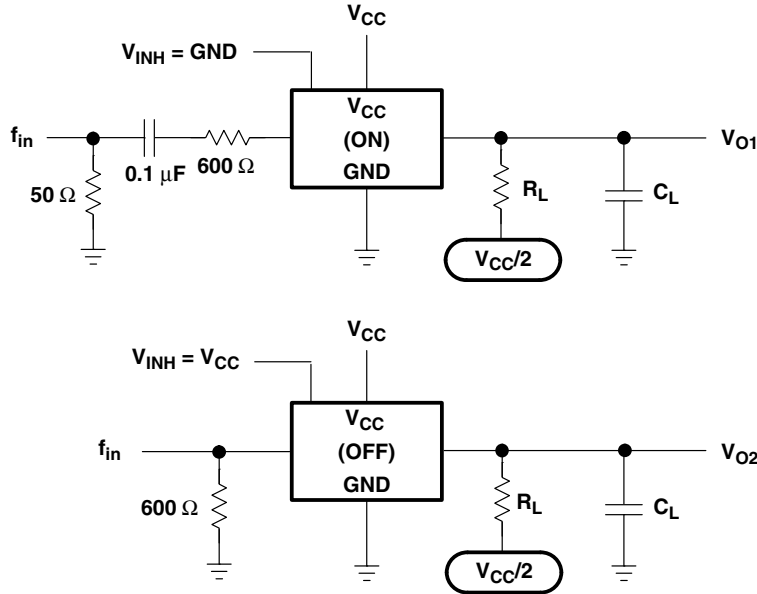 VCC
VINH = GND
VCC
(ON)
GND
fin
0.1 μF
600 Ω
50 Ω
RL
CL
VO1
VCC/2
VCC
VINH = VCC
VCC
(OFF)
GND
fin
600 Ω
RL
CL
VO2
VCC/2